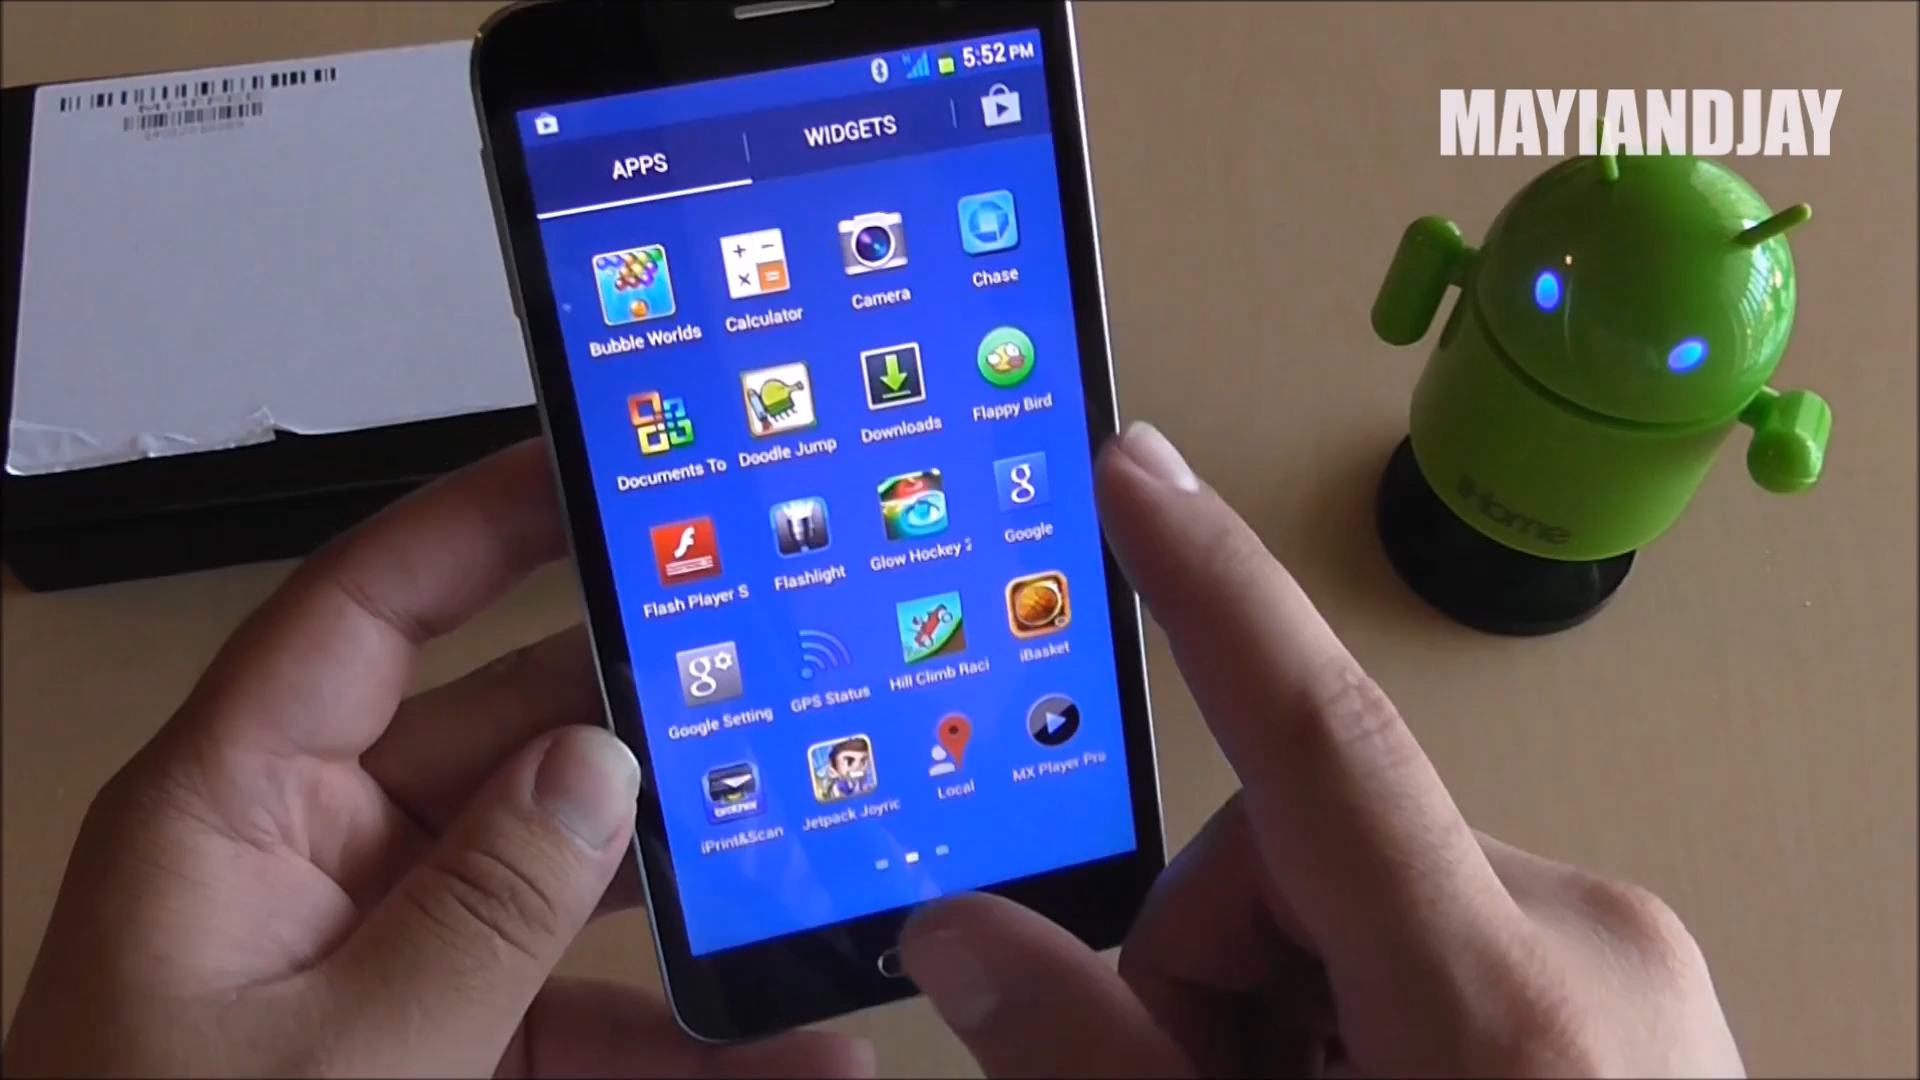 5:52 PM
MAYIANDJAY
APPS
WIDGETS
Bubble Worlds
Calculator
Camera
Chase
Documents To
Doodle Jump
Downloads
Flappy Bird
Flash Player S
Flashlight
Glow Hockey 2
Google
g
Google Setting
GPS Status
Hill Climb Raci
iBasket
brother
iPrint&Scan
Jetpack Joyric
Local
MX Player Pro
iHome